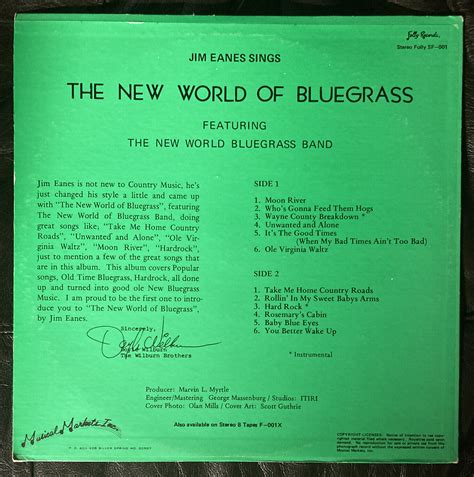 Folly Records
Stereo Folly SF-001
JIM EANES SINGS
THE NEW WORLD OF BLUEGRASS
FEATURING
THE NEW WORLD BLUEGRASS BAND
Jim Eanes is not new to Country Music, he's
just changed his style a little and came up
with "The New World of Bluegrass", featuring
The New World of Bluegrass Band, doing
great songs like; "Take Me Home Country
Roads", "Unwanted and Alone", "Ole Vir-
ginia Waltz", "Moon River", "Hardrock",
just to mention a few of the great songs that
are in this album. This album covers Popular
songs, Old Time Bluegrass, Hardrock, all done
up and turned into good ole New Bluegrass
Music. I am proud to be the first one to intro-
duce you to "The New World of Bluegrass",
by Jim Eanes.
Sincerely,
Doyle Wilburn
The Wilburn Brothers
SIDE 1
1. Moon River
2. Who's Gonna Feed Them Hogs
3. Wayne County Breakdown *
4. Unwanted and Alone
5. It's The Good Times
(When My Bad Times Ain't Too Bad)
6. Ole Virginia Waltz
SIDE 2
1. Take Me Home Country Roads
2. Rollin' In My Sweet Babys Arms
3. Hard Rock *
4. Rosemary's Cabin
5. Baby Blue Eyes
6. You Better Wake Up
* Instrumental
Producer: Marvin L. Myrtle
Engineer/Mastering George Massenburg / Studios: ITIRE
Cover Photo: Olan Mills / Cover Art: Scott Guthrie
Also available on Stereo 8 Tapes F-001X
Musical Markets Inc.
SILVER SPRING MD.